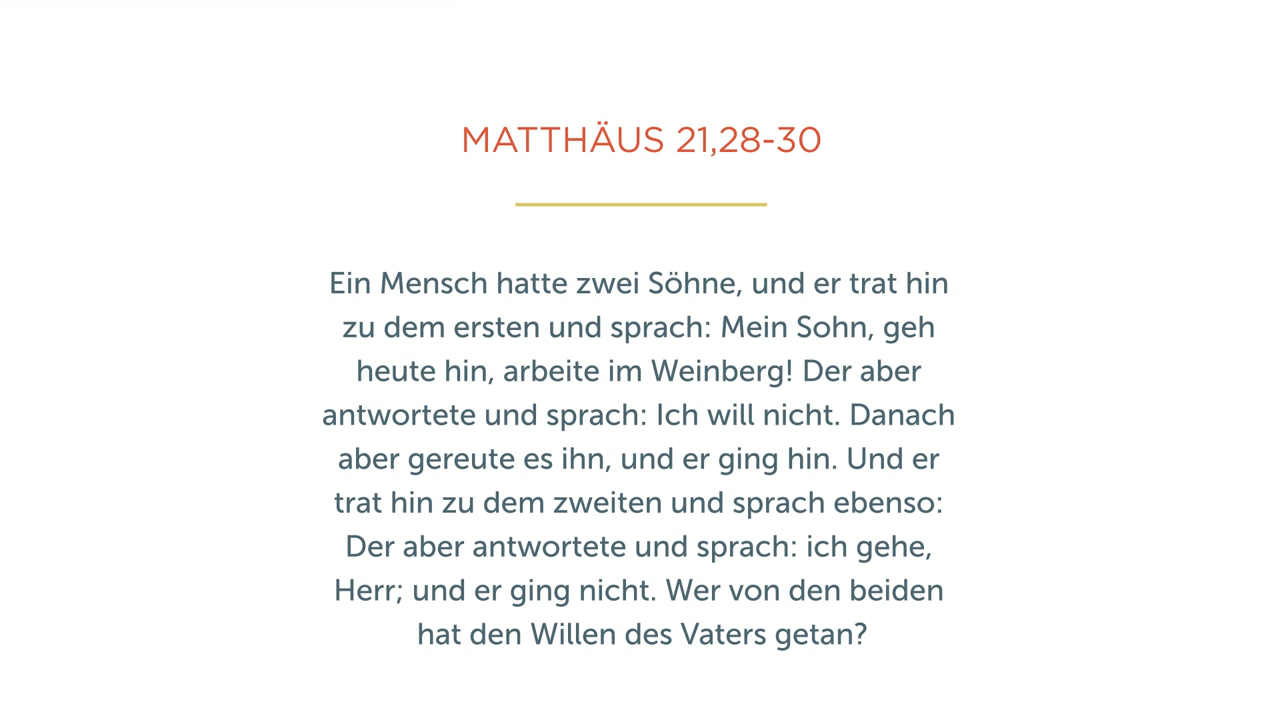 MATTHÄUS 21,28-30
Ein Mensch hatte zwei Söhne, und er trat hin
zu dem ersten und sprach: Mein Sohn, geh
heute hin, arbeite im Weinberg! Der aber
antwortete und sprach: Ich will nicht. Danach
aber gereute es ihn, und er ging hin. Und er
trat hin zu dem zweiten und sprach ebenso:
Der aber antwortete und sprach: ich gehe,
Herr; und er ging nicht. Wer von den beiden
hat den Willen des Vaters getan?